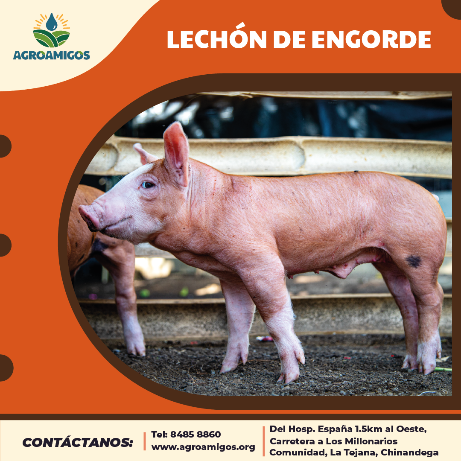 AGROAMIGOS
LECHÓN DE ENGORDE
CONTÁCTANOS:
Tel: 8485 8860
www.agroamigos.org
Del Hosp. España 1.5km al Oeste,
Carretera a Los Millonarios
Comunidad, La Tejana, Chinandega